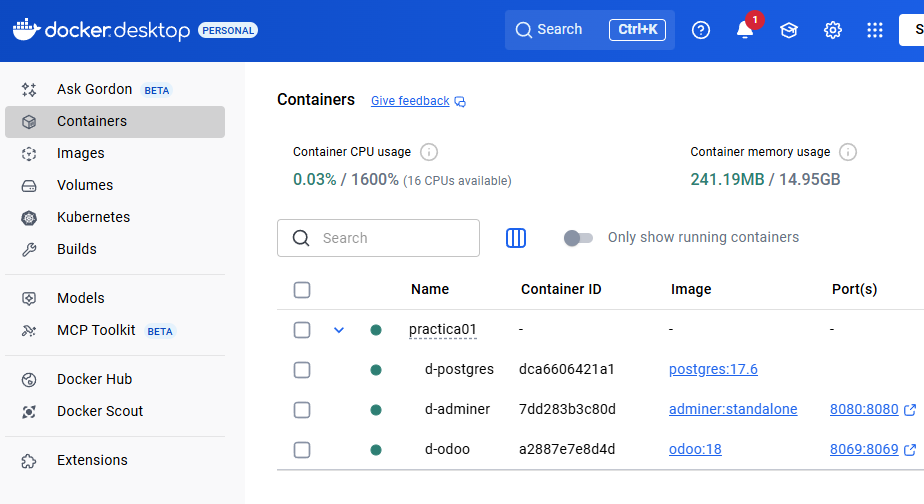 docker.desktop PERSONAL Search Ctrl+K 1
Ask Gordon BETA
Containers
Images
Volumes
Kubernetes
Builds
Models
MCP Toolkit BETA
Docker Hub
Docker Scout
Extensions
Containers Give feedback
Container CPU usage
0.03% / 1600% (16 CPUs available)
Container memory usage
241.19MB / 14.95GB
Search
Only show running containers
Name Container ID Image Port(s)
practica01 - - -
d-postgres dca6606421a1 postgres:17.6
d-adminer 7dd283b3c80d adminer:standalone 8080:8080
d-odoo a2887e7e8d4d odoo:18 8069:8069